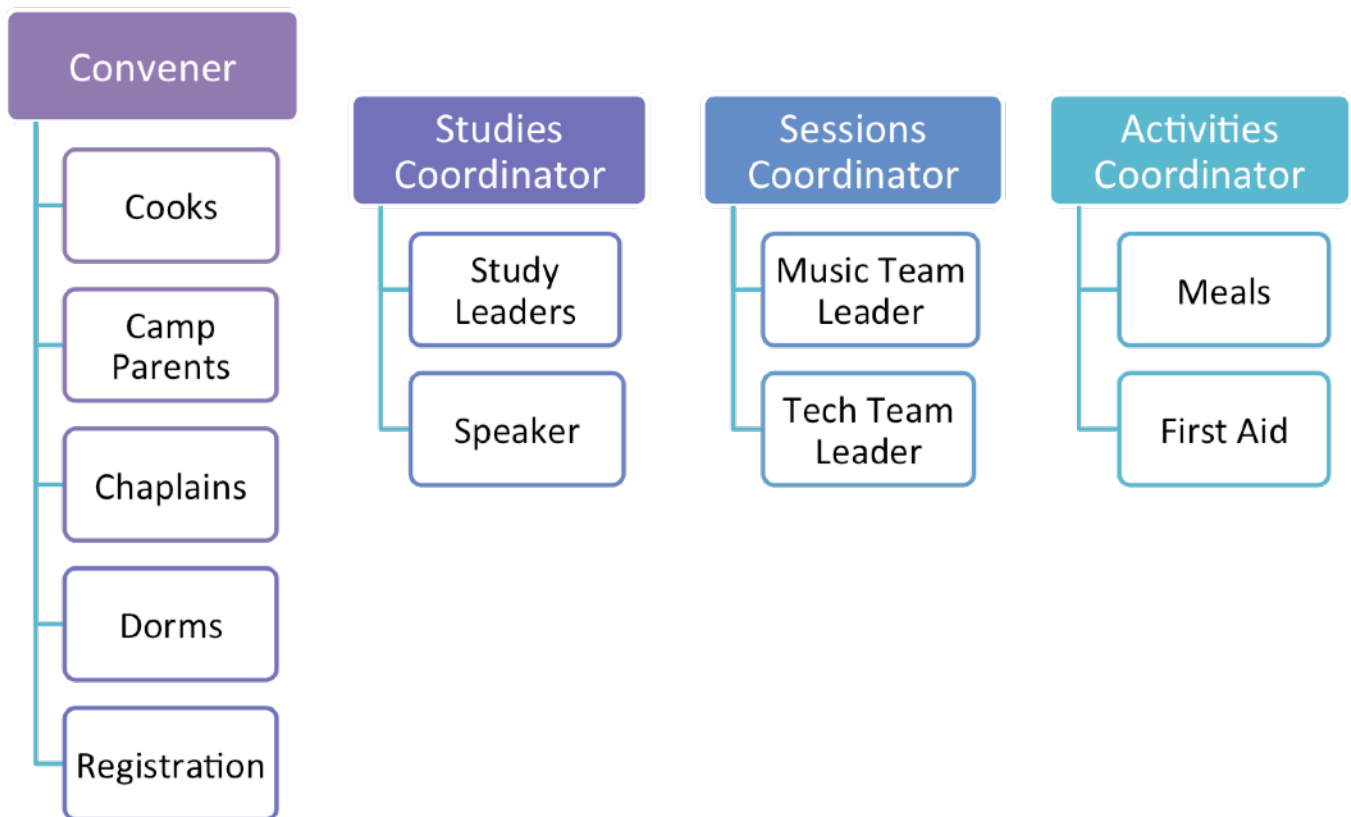 Convener
Cooks
Camp
Parents
Chaplains
Dorms
Registration
Studies
Coordinator
Study
Leaders
Speaker
Sessions
Coordinator
Music Team
Leader
Tech Team
Leader
Activities
Coordinator
Meals
First Aid